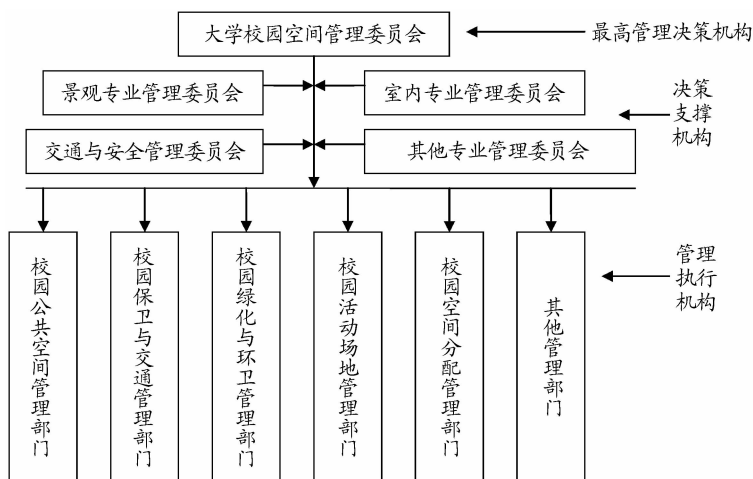 大学校园空间管理委员会
最高管理决策机构
景观专业管理委员会
室内专业管理委员会
决策
支撑
机构
交通与安全管理委员会
其他专业管理委员会
校园公共空间管理部门
校园保卫与交通管理部门
校园绿化与环卫管理部门
校园活动场地管理部门
校园空间分配管理部门
其他管理部门
管理
执行
机构